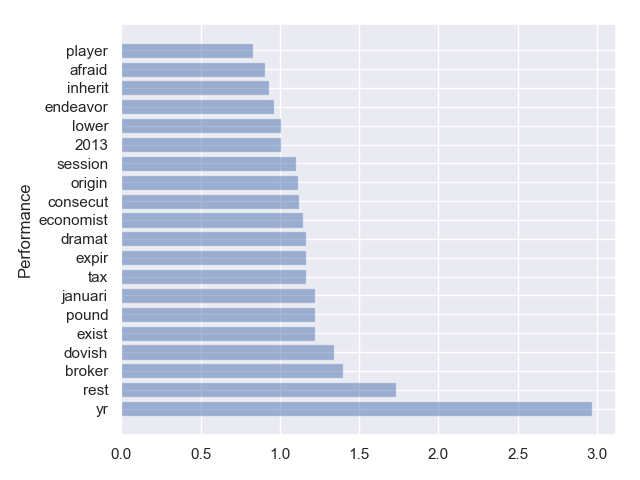 player
afraid
inherit
endeavor
lower
2013
session
origin
consecut
economist
dramat
expir
tax
januari
pound
exist
dovish
broker
rest
yr
Performance
0.0 0.5 1.0 1.5 2.0 2.5 3.0